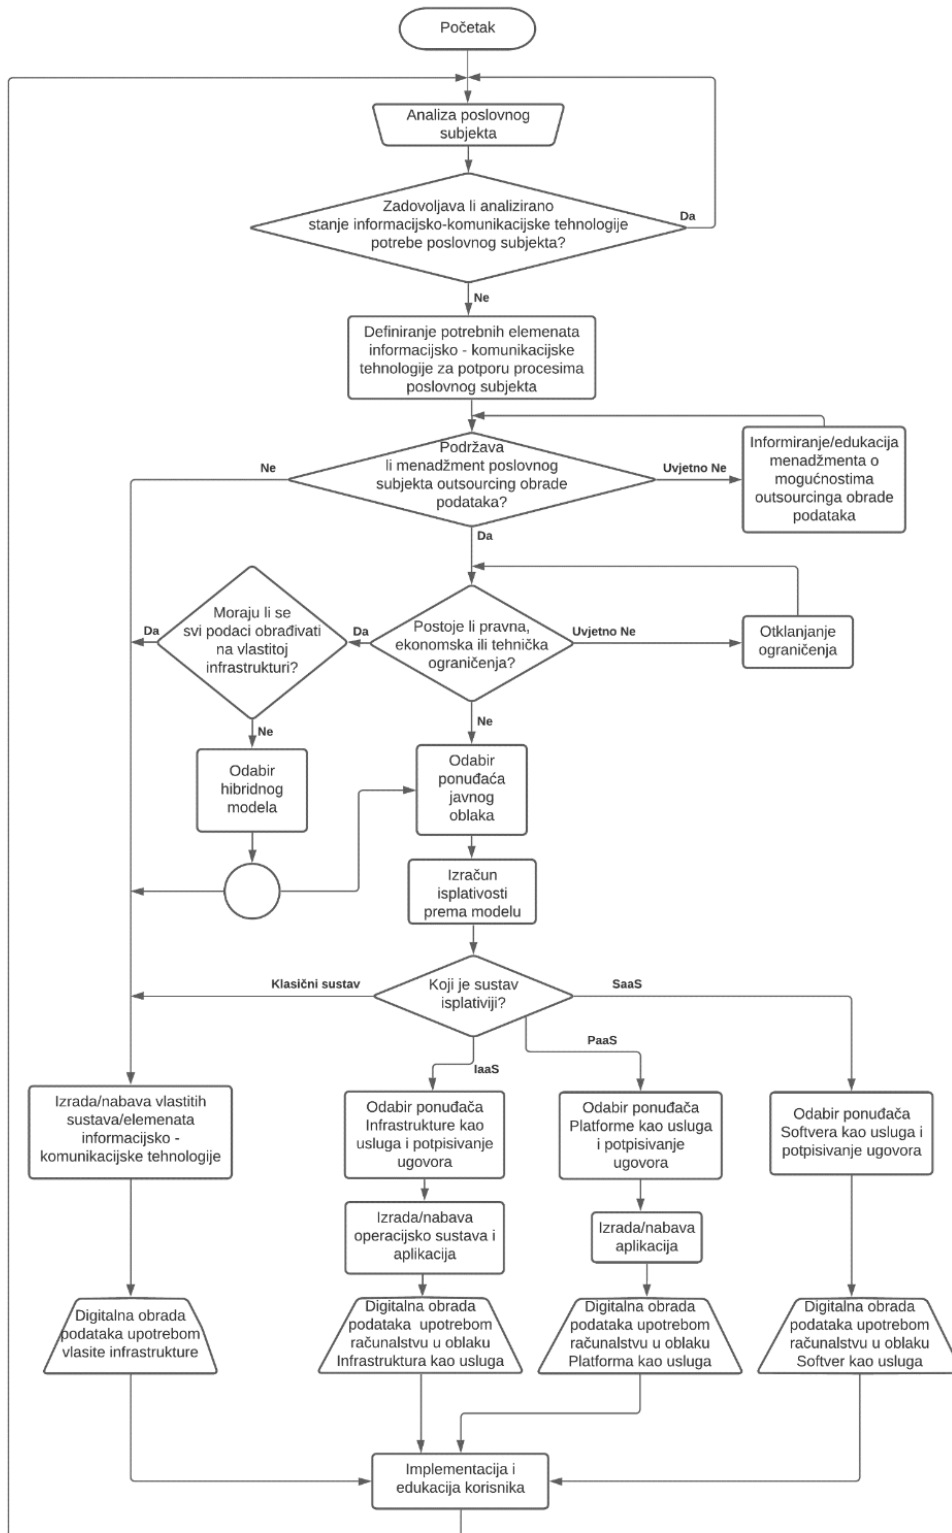 Početak
Analiza poslovnog
subjekta
Zadovoljava li analizirano
stanje informacijsko-komunikacijske tehnologije
potrebe poslovnog subjekta?
Da
Ne
Definiranje potrebnih elemenata
informacijsko - komunikacijske
tehnologije za potporu procesima
poslovnog subjekta
Podržava
li menadžment poslovnog
subjekta outsourcing obrade
podataka?
Ne
Uvjetno Ne
Informiranje/edukacija
menadžmenta o
mogućnostima
outsourcinga obrade
podataka
Da
Moraju li se
svi podaci obrađivati
na vlastitoj
infrastrukturi?
Da
Da
Postoje li pravna,
ekonomska ili tehnička
ograničenja?
Uvjetno Ne
Otklanjanje
ograničenja
Ne
Ne
Odabir
hibridnog
modela
Odabir
ponuđaća
javnog
oblaka
Izračun
isplativosti
prema modelu
Klasični sustav
Koji je sustav
isplativiji?
SaaS
PaaS
IaaS
Izrada/nabava vlastitih
sustava/elemenata
informacijsko -
komunikacijske tehnologije
Odabir ponuđača
Infrastrukture kao
usluga i potpisivanje
ugovora
Odabir ponuđača
Platforme kao usluga
i potpisivanje
ugovora
Odabir ponuđača
Softvera kao usluga i
potpisivanje ugovora
Izrada/nabava
operacijsko sustava i
aplikacija
Izrada/nabava
aplikacija
Digitalna obrada
podataka upotrebom
vlasite infrastrukture
Digitalna obrada
podataka upotrebom
računalstvu u oblaku
Infrastruktura kao usluga
Digitalna obrada
podataka upotrebom
računalstvu u oblaku
Platforma kao usluga
Digitalna obrada
podataka upotrebom
računalstvu u oblaku
Softver kao usluga
Implementacija i
edukacija korisnika